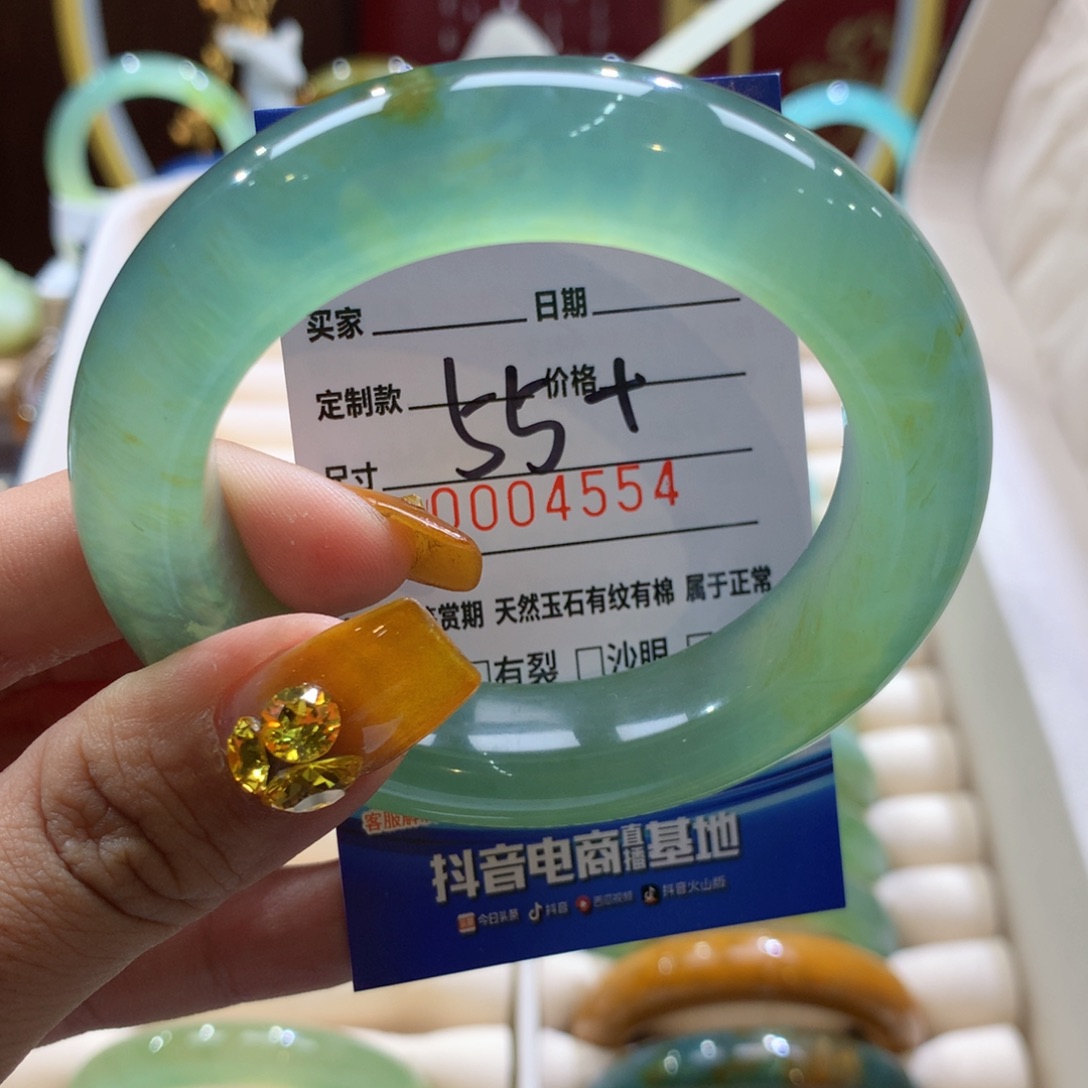 买家 日期
定制款 价格
55+
尺寸
0004554
赏期 天然玉石有纹有棉 属于正常
有裂 沙眼
客服
抖音电商直播基地
今日头条 抖音 西瓜视频 抖音火山版